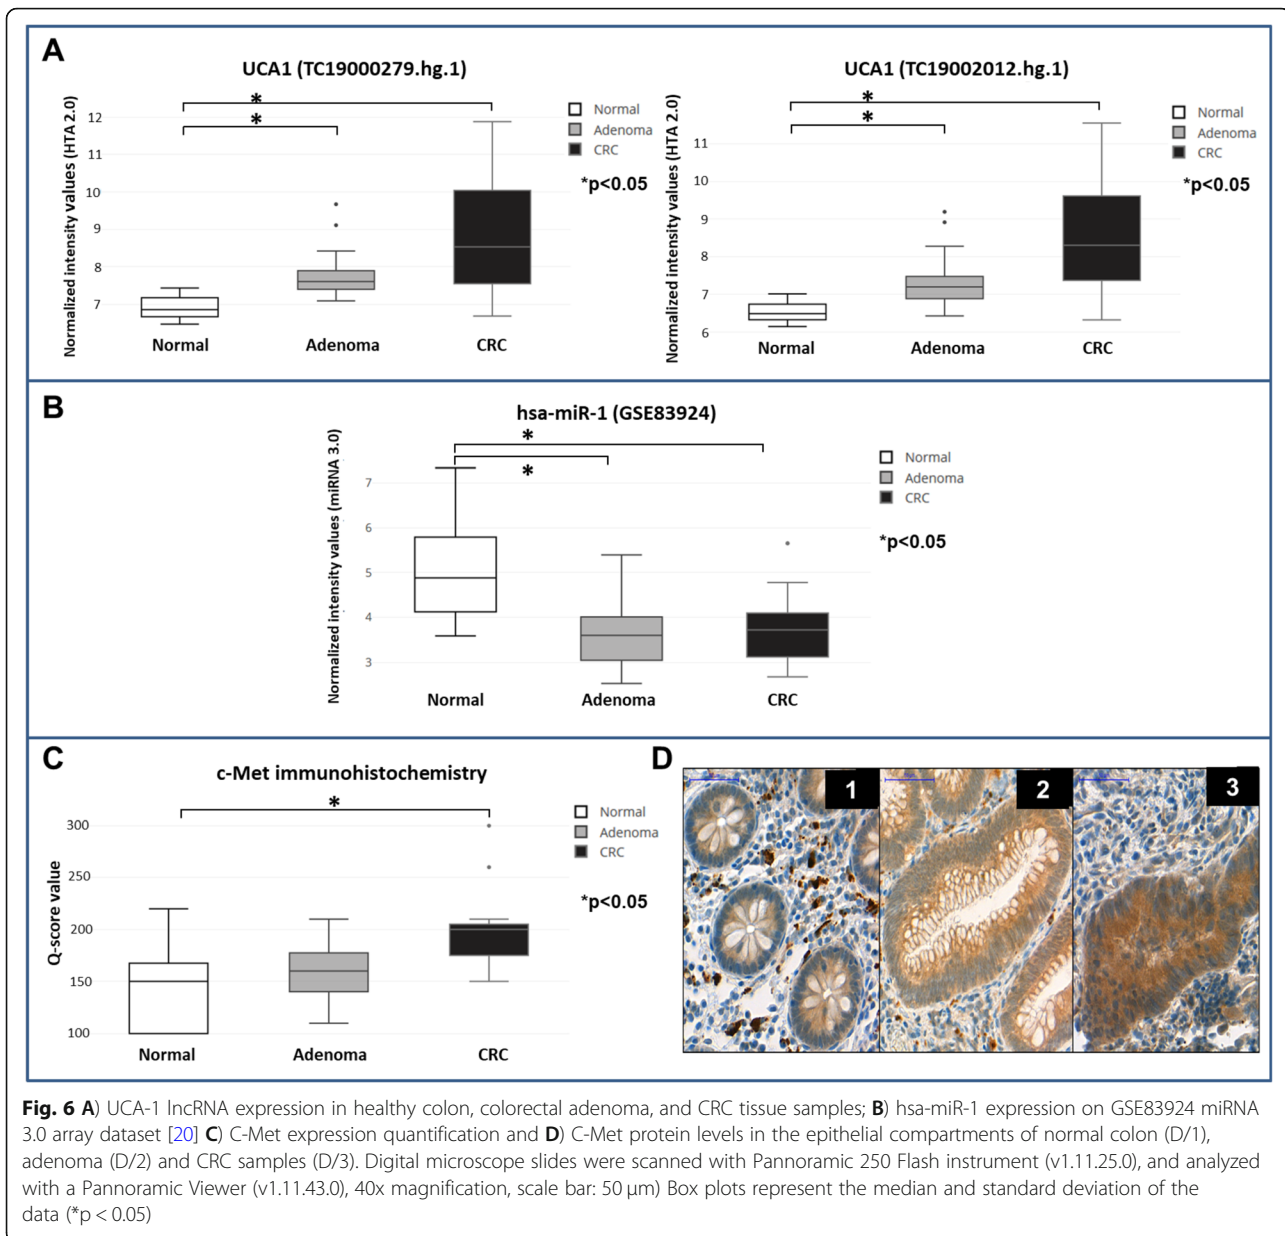 A
UCA1 (TC19000279.hg.1)
Normalized intensity values (HTA 2.0)
12
11
10
9
8
7
*
*
Normal
Adenoma
CRC
Normal
Adenoma
CRC
*p<0.05
UCA1 (TC19002012.hg.1)
Normalized intensity values (HTA 2.0)
11
10
9
8
7
6
*
*
Normal
Adenoma
CRC
Normal
Adenoma
CRC
*p<0.05
B
hsa-miR-1 (GSE83924)
Normalized intensity values (miRNA 3.0)
7
6
5
4
3
*
*
Normal
Adenoma
CRC
Normal
Adenoma
CRC
*p<0.05
C
c-Met immunohistochemistry
Q-score value
300
250
200
150
100
*
Normal
Adenoma
CRC
Normal
Adenoma
CRC
*p<0.05
D
1
2
3
Fig. 6 A) UCA-1 lncRNA expression in healthy colon, colorectal adenoma, and CRC tissue samples; B) hsa-miR-1 expression on GSE83924 miRNA
3.0 array dataset [20] C) C-Met expression quantification and D) C-Met protein levels in the epithelial compartments of normal colon (D/1),
adenoma (D/2) and CRC samples (D/3). Digital microscope slides were scanned with Pannoramic 250 Flash instrument (v1.11.25.0), and analyzed
with a Pannoramic Viewer (v1.11.43.0), 40x magnification, scale bar: 50 μm) Box plots represent the median and standard deviation of the
data (*p < 0.05)